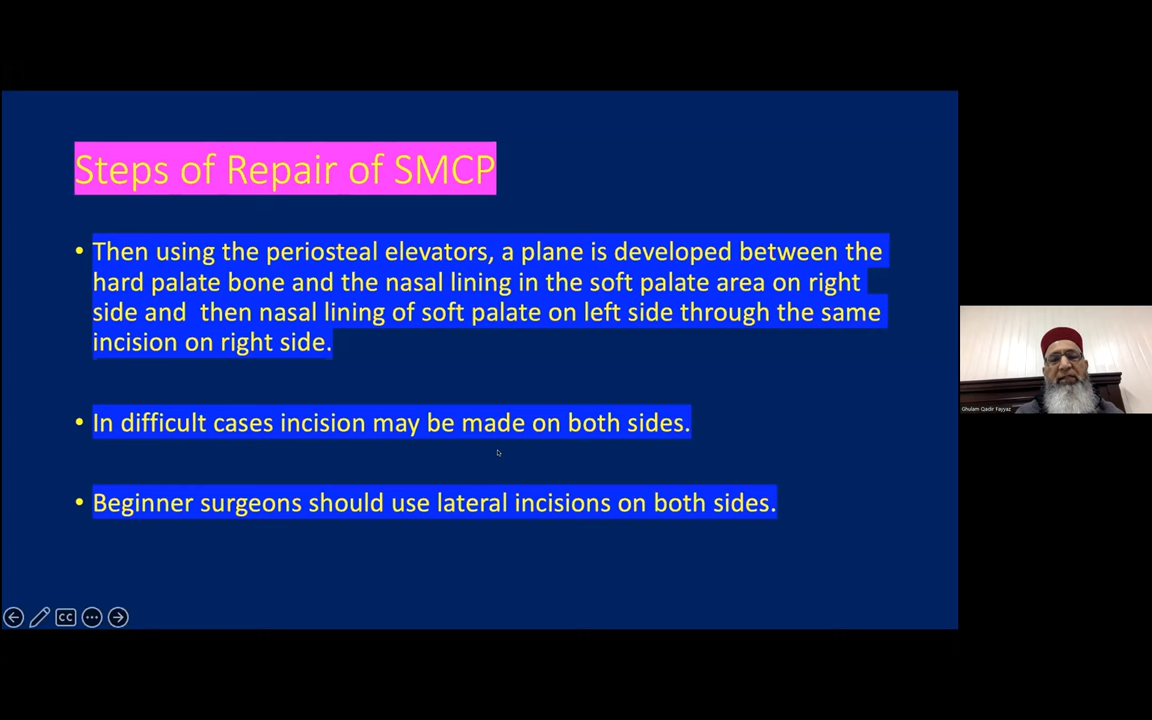 Steps of Repair of SMCP
• Then using the periosteal elevators, a plane is developed between the
hard palate bone and the nasal lining in the soft palate area on right
side and then nasal lining of soft palate on left side through the same
incision on right side.
• In difficult cases incision may be made on both sides.
• Beginner surgeons should use lateral incisions on both sides.
CC
Ghulam Qadir Fayyaz